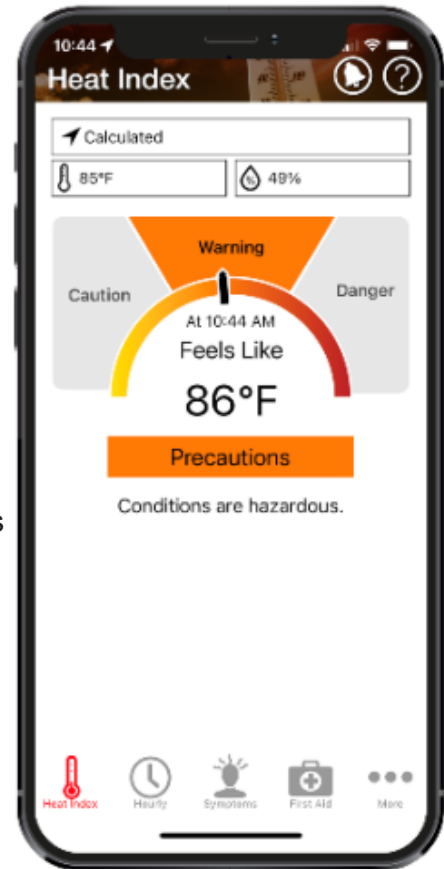 10:44
Heat Index
?
Calculated
85°F
% 49%
Warning
Caution
Danger
At 10:44 AM
Feels Like
86°F
Precautions
Conditions are hazardous.
s
Heat Index Hourly Symptoms First Aid More